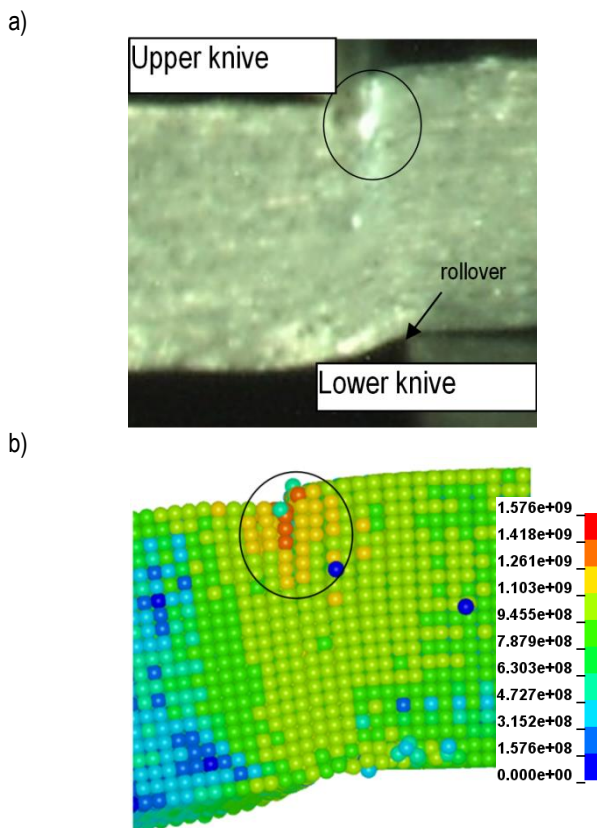 a)
Upper knive
rollover
Lower knive
b)
1.576e+09
1.418e+09
1.261e+09
1.103e+09
9.455e+08
7.879e+08
6.303e+08
4.727e+08
3.152e+08
1.576e+08
0.000e+00